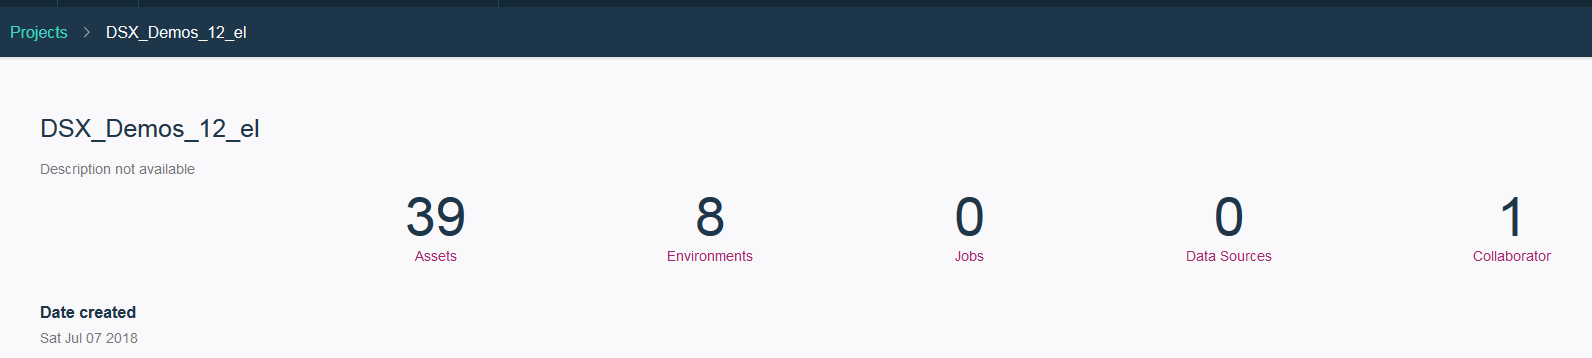 Projects > DSX_Demos_12_el
DSX_Demos_12_el
Description not available
39 8 0 0 1
Assets Environments Jobs Data Sources Collaborator
Date created
Sat Jul 07 2018